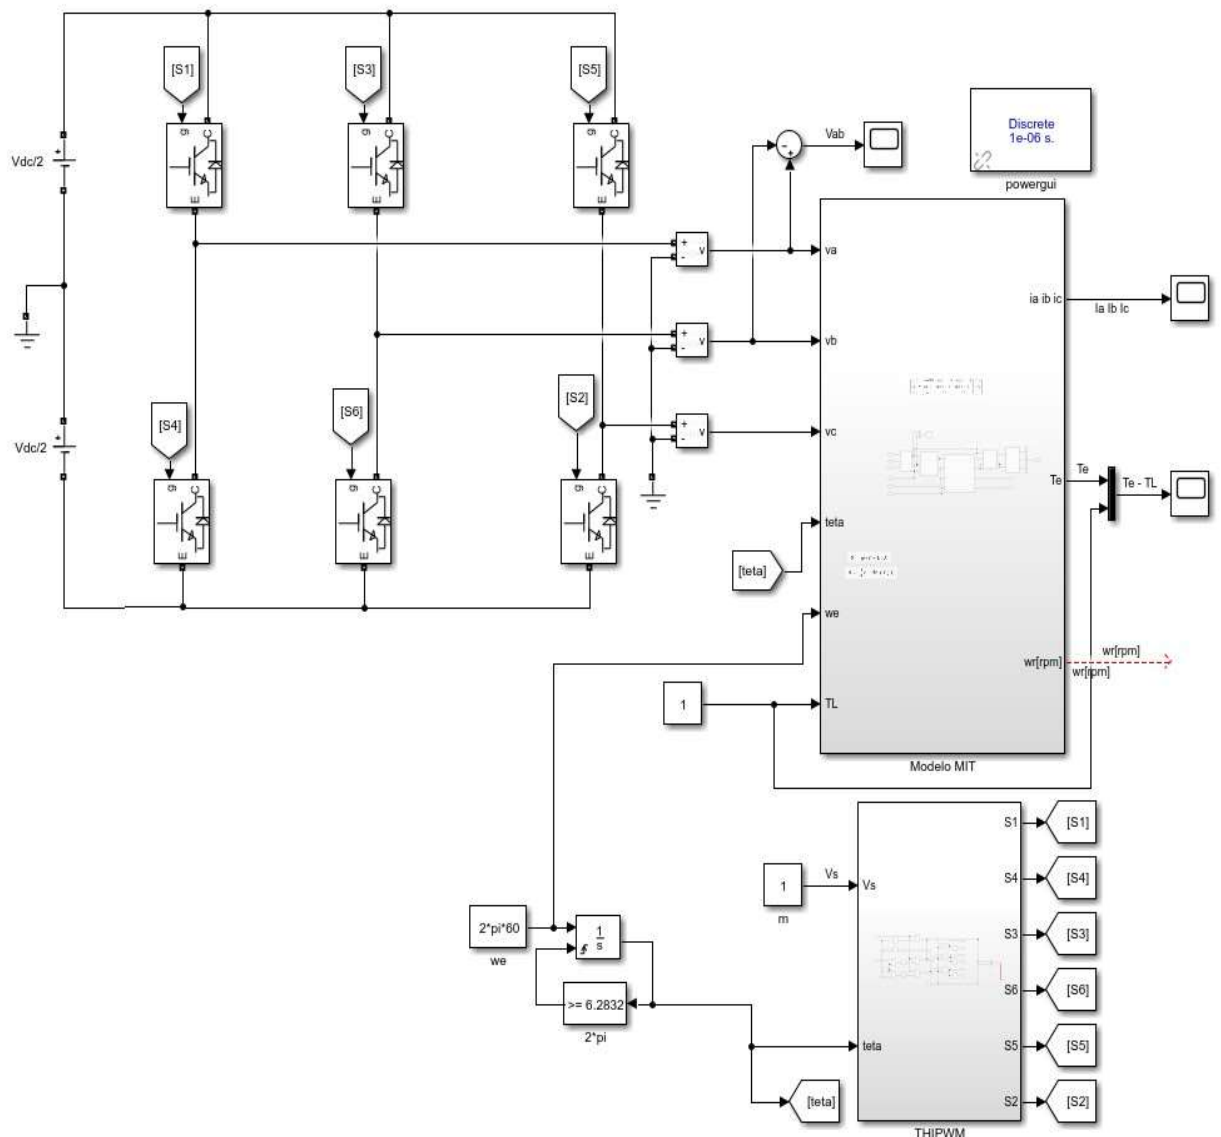 [S1]
[S3]
[S5]
g
C
E
g
C
E
g
C
E
Vdc/2
+
Vab
-
+
Discrete
1e-06 s.
powergui
+
-
v
va
ia ib ic
Ia Ib Ic
+
-
v
vb
[S4]
[S6]
[S2]
Vdc/2
+
+
-
v
vc
g
C
E
g
C
E
g
C
E
Te
Te
Te - TL
teta
[teta]
we
wr[rpm]
wr[rpm]
wr[rpm]
1
TL
Modelo MIT
S1
[S1]
1
m
Vs
Vs
S4
[S4]
2*pi*60
we
1
s
S3
[S3]
>= 6.2832
2*pi
S6
[S6]
teta
S5
[S5]
[teta]
S2
[S2]
THIPWM